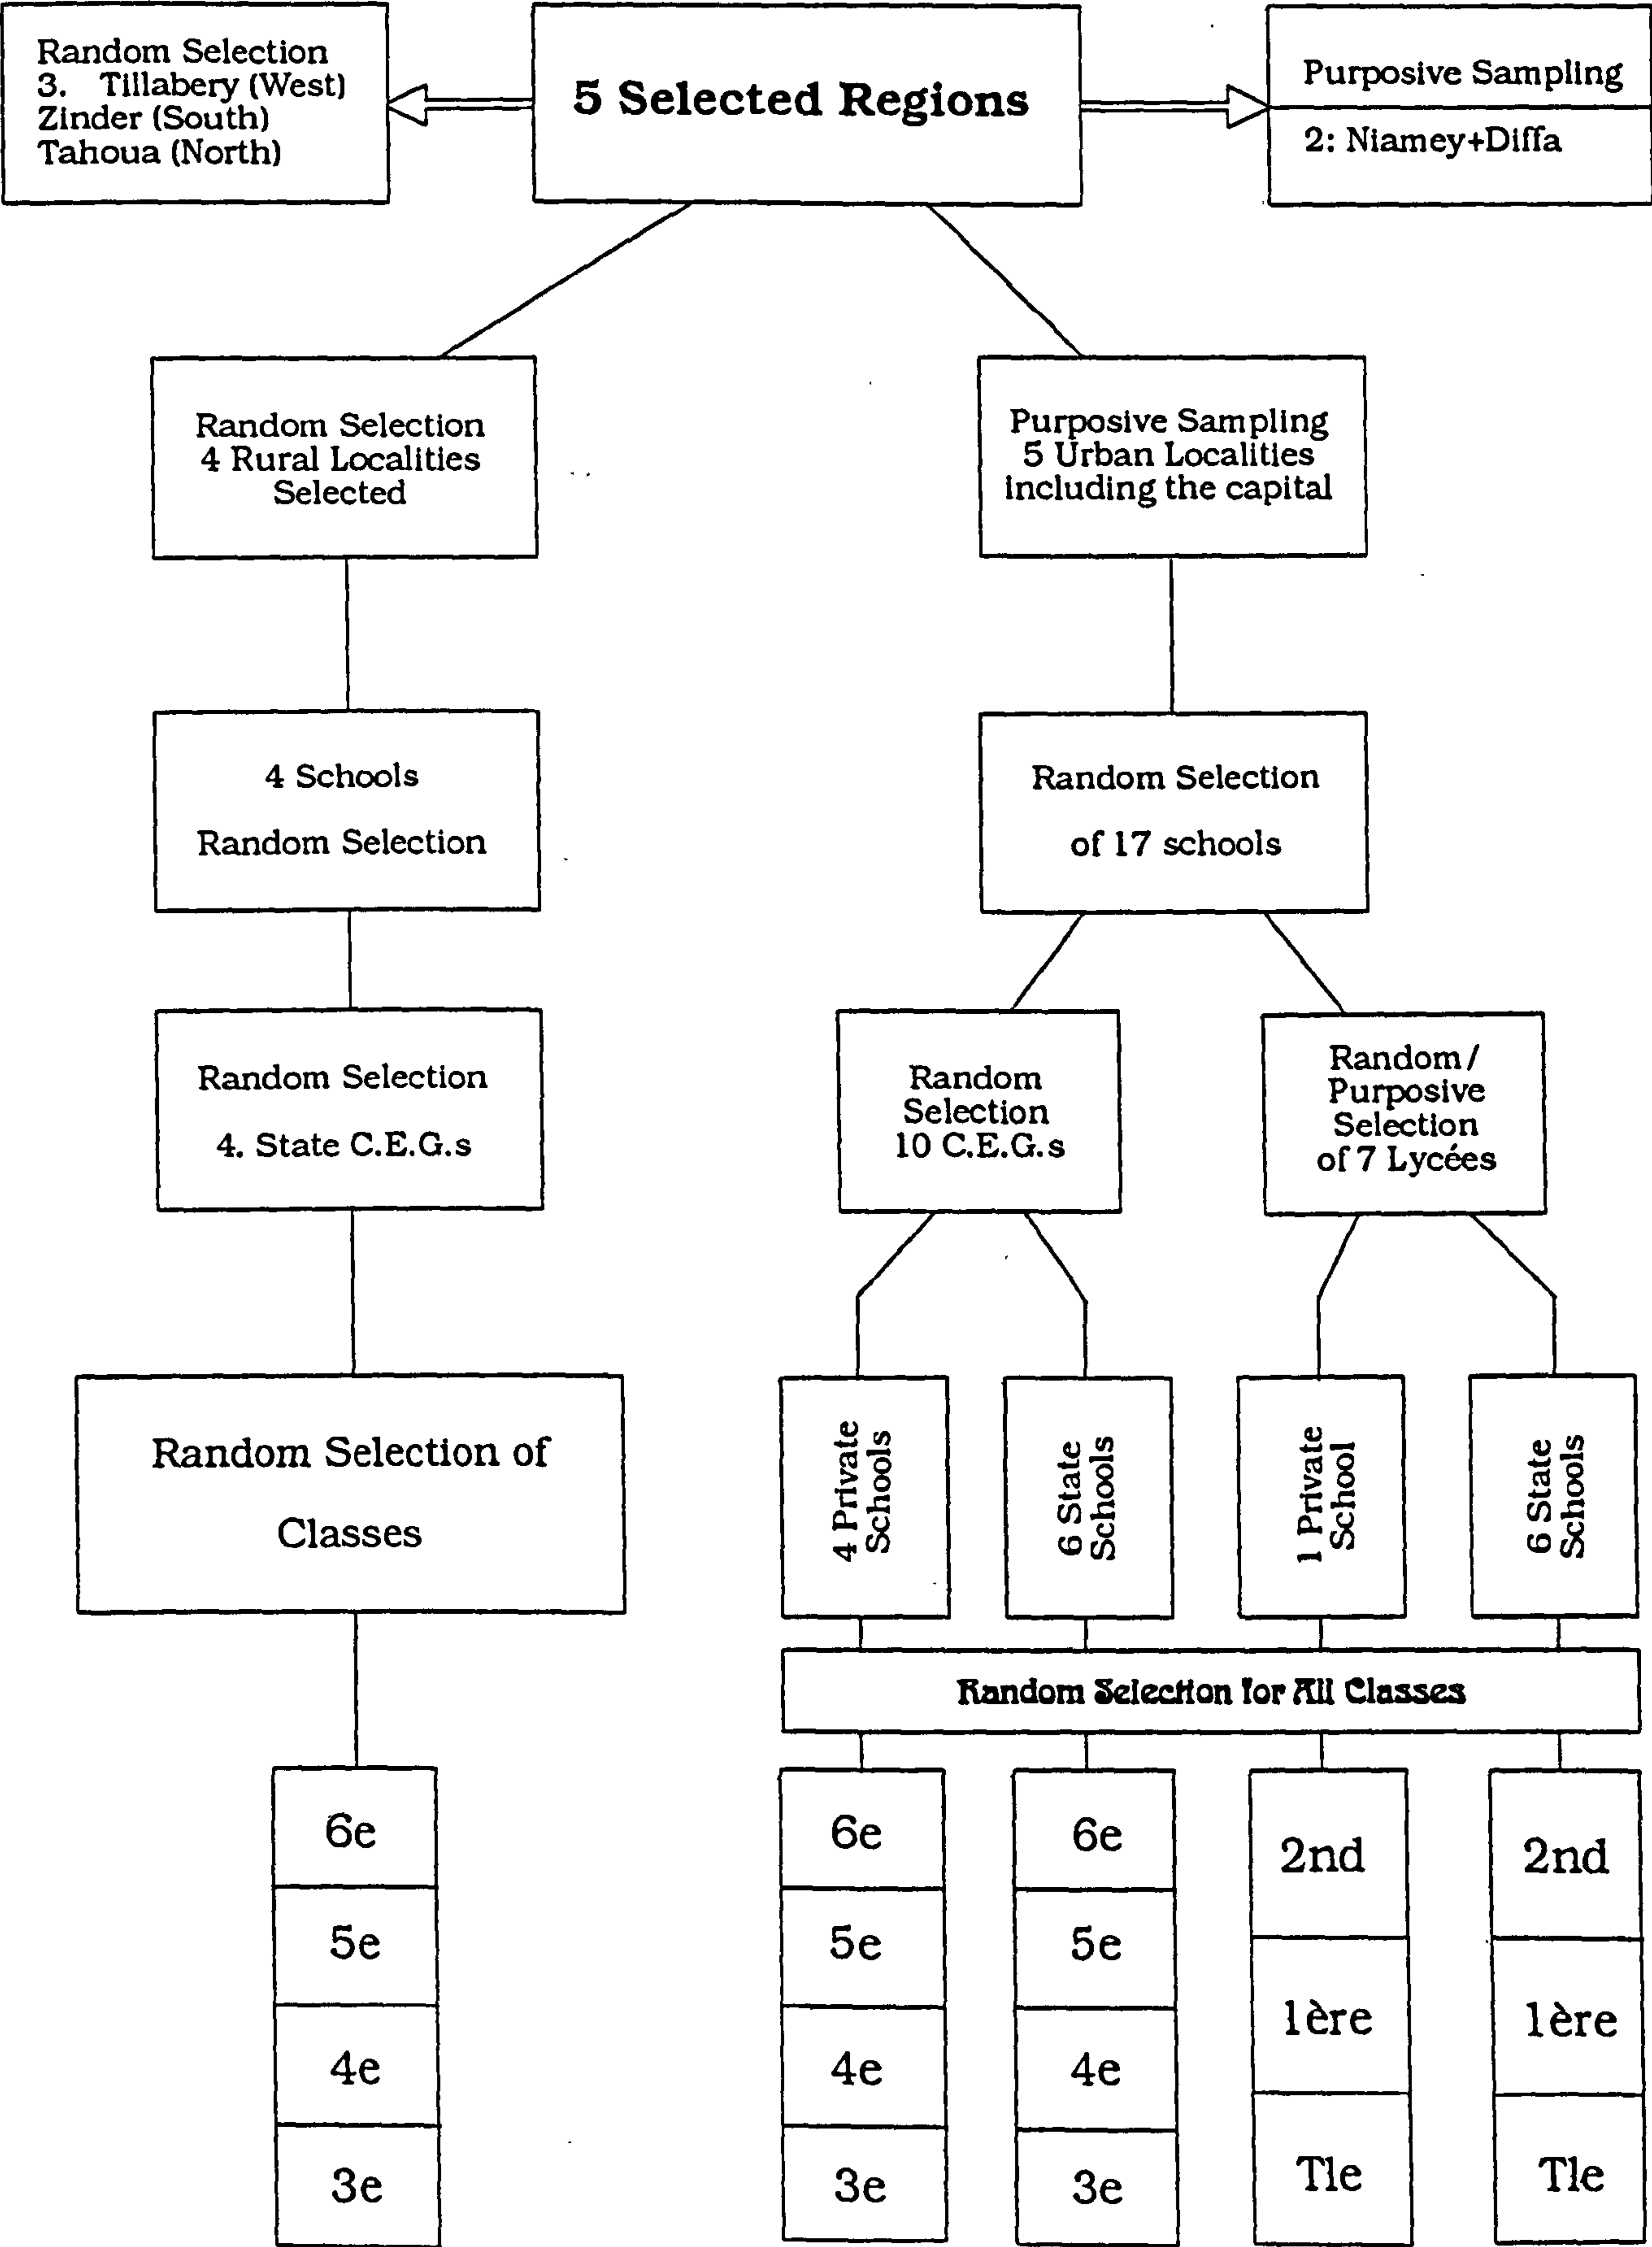 Random Selection
3. Tillabery (West)
Zinder (South)
Tahoua (North)
5 Selected Regions
Purposive Sampling
2: Niamey+Diffa
Random Selection
4 Rural Localities
Selected
Purposive Sampling
5 Urban Localities
including the capital
4 Schools
Random Selection
Random Selection
of 17 schools
Random Selection
4. State C.E.G.s
Random
Selection
10 C.E.G.s
Random/
Purposive
Selection
of 7 Lycées
Random Selection of
Classes
4 Private
Schools
6 State
Schools
1 Private
School
6 State
Schools
Random Selection for All Classes
6e
5e
4e
3e
6e
5e
4e
3e
6e
5e
4e
3e
2nd
1ère
Tle
2nd
1ère
Tle